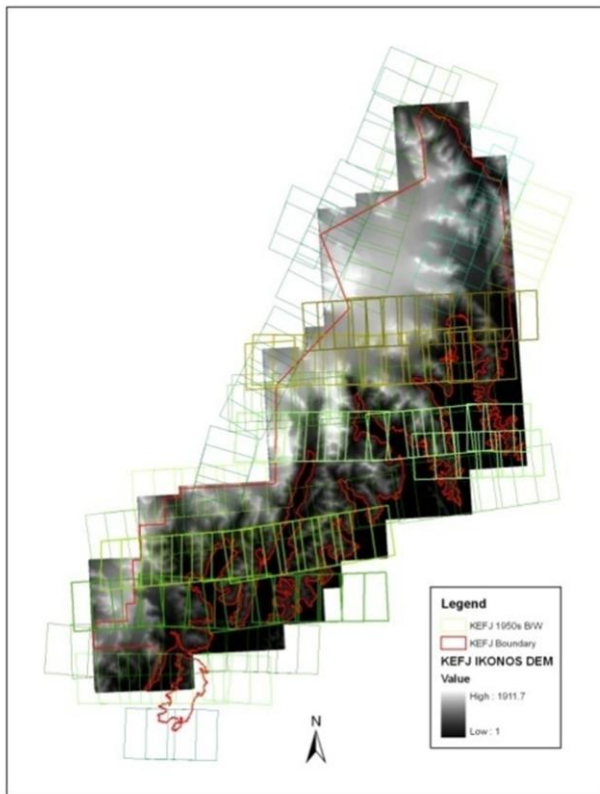 Legend
KEFJ 1950s B/W
KEFJ Boundary
KEFJ IKONOS DEM
Value
High : 1911.7
Low : 1
N